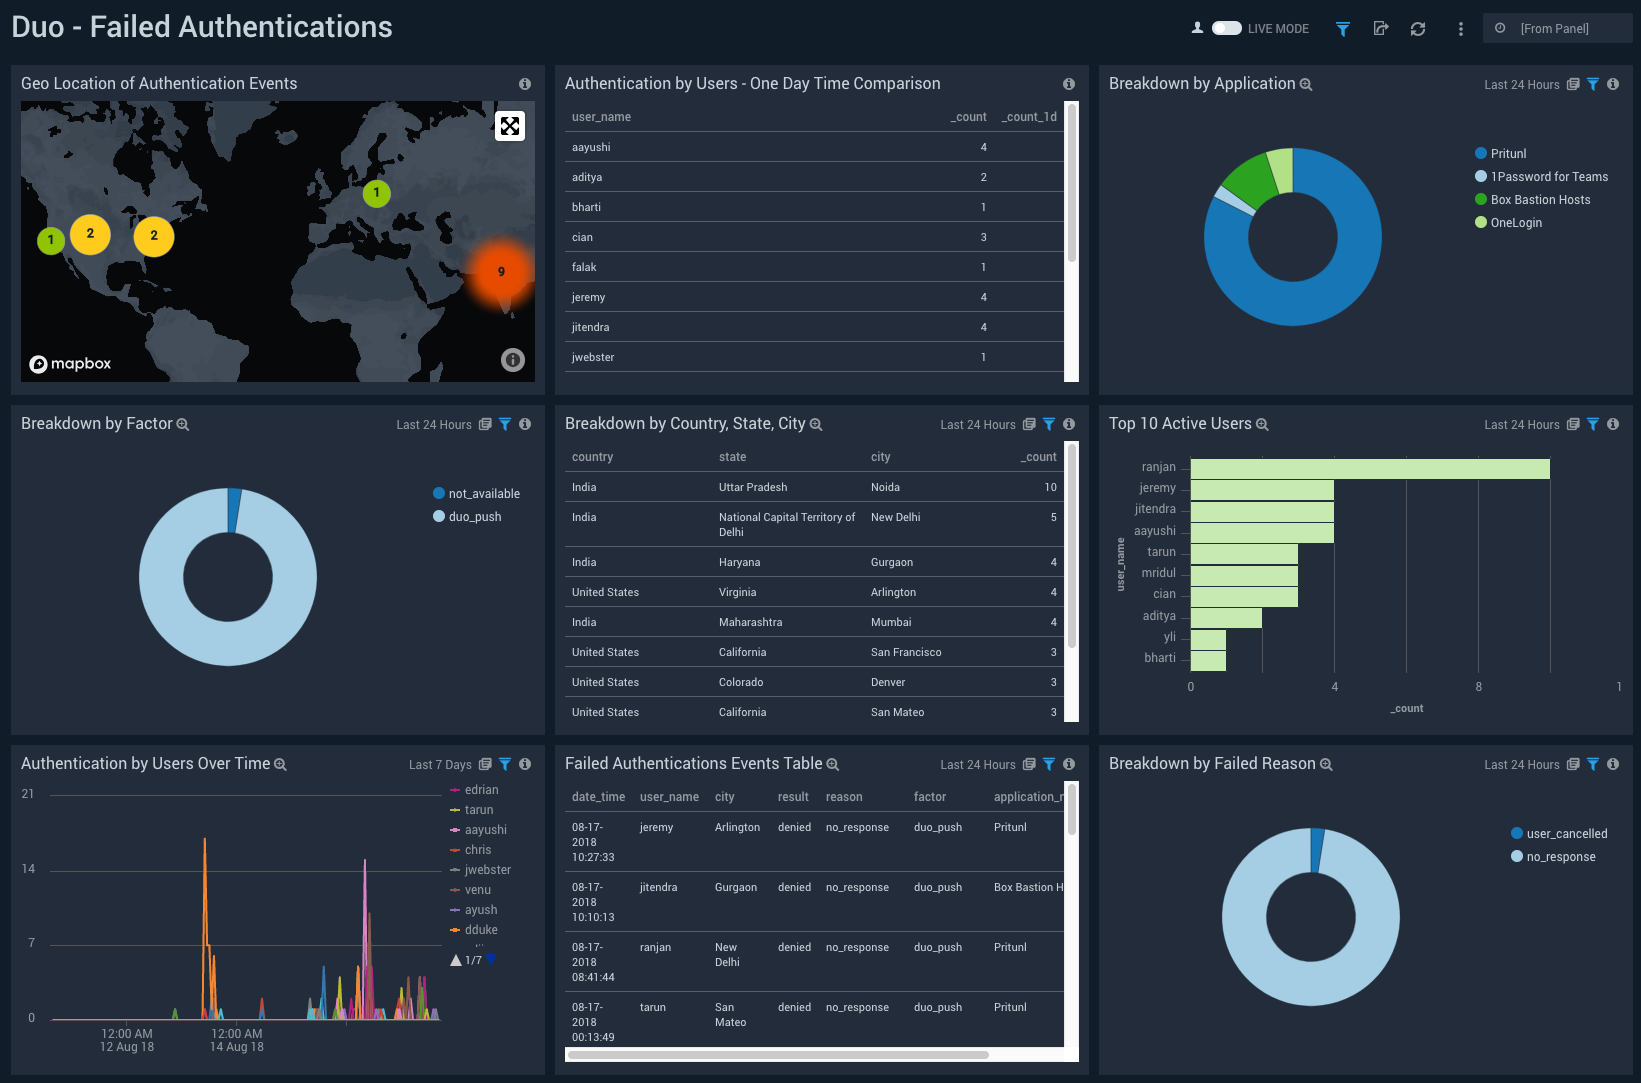 Duo - Failed Authentications
LIVE MODE
[From Panel]
Geo Location of Authentication Events
1
2
2
1
9
mapbox
Authentication by Users - One Day Time Comparison
user_name _count _count_1d
aayushi 4
aditya 2
bharti 1
cian 3
falak 1
jeremy 4
jitendra 4
jwebster 1
Breakdown by Application
Last 24 Hours
Pritunl
1Password for Teams
Box Bastion Hosts
OneLogin
Breakdown by Factor
Last 24 Hours
not_available
duo_push
Breakdown by Country, State, City
Last 24 Hours
country state city _count
India Uttar Pradesh Noida 10
India National Capital Territory of New Delhi 5
Delhi
India Haryana Gurgaon 4
United States Virginia Arlington 4
India Maharashtra Mumbai 4
United States California San Francisco 3
United States Colorado Denver 3
United States California San Mateo 3
Top 10 Active Users
Last 24 Hours
user_name
ranjan
jeremy
jitendra
aayushi
tarun
mridul
cian
aditya
yli
bharti
0 4 8 1
_count
Authentication by Users Over Time
Last 7 Days
21
14
7
0
12:00 AM 12:00 AM
12 Aug 18 14 Aug 18
edrian
tarun
aayushi
chris
jwebster
venu
ayush
dduke
1/7
Failed Authentications Events Table
Last 24 Hours
date_time user_name city result reason factor application_r
08-17- jeremy Arlington denied no_response duo_push Pritunl
2018
10:27:33
08-17- jitendra Gurgaon denied no_response duo_push Box Bastion H
2018
10:10:13
08-17- ranjan New denied no_response duo_push Pritunl
2018 Delhi
08:41:44
08-17- tarun San denied no_response duo_push Pritunl
2018 Mateo
00:13:49
Breakdown by Failed Reason
Last 24 Hours
user_cancelled
no_response